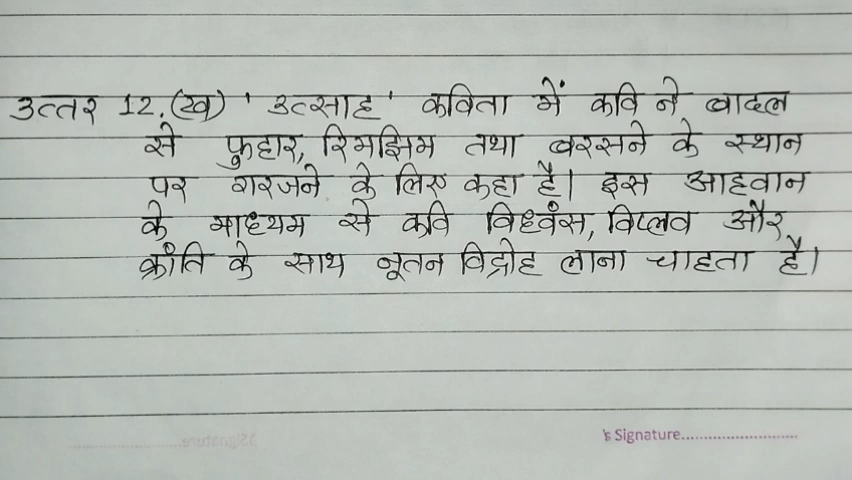 उत्तर 12.(ख) ' उत्साह ' कविता में कवि ने बादल
से फुहार, रिमझिम तथा बरसने के स्थान
पर गरजने के लिए कहा है। इस आहवान
के माध्यम से कवि विध्वंस, विप्लव और
क्रांति के साथ नूतन विद्रोह लाना चाहता है।
's Signature